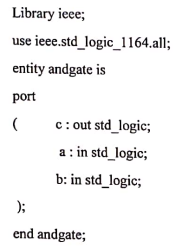 Library ieee;
use ieee.std_logic_1164.all;
entity andgate is
port
( c : out std_logic;
a : in std_logic;
b: in std_logic;
);
end andgate;